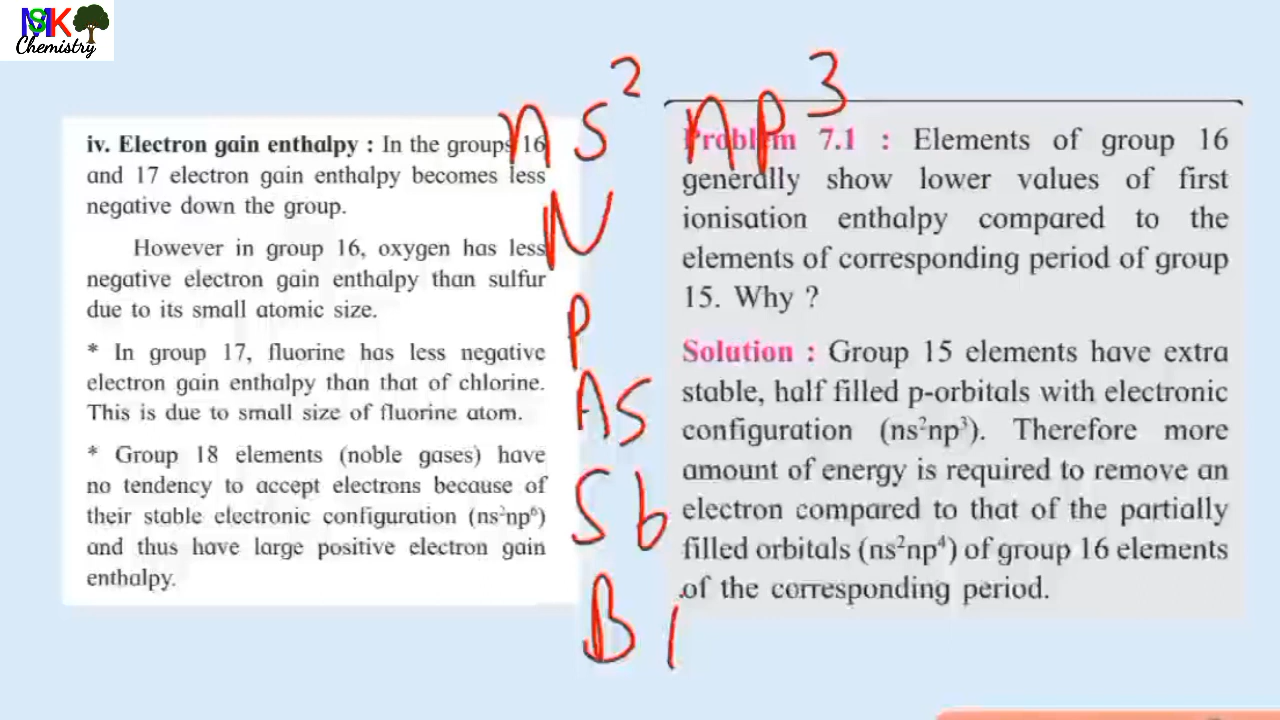 MSK
Chemistry
ns² np³
N
P
As
Sb
Bi
iv. Electron gain enthalpy : In the groups 16
and 17 electron gain enthalpy becomes less
negative down the group.
However in group 16, oxygen has less
negative electron gain enthalpy than sulfur
due to its small atomic size.
* In group 17, fluorine has less negative
electron gain enthalpy than that of chlorine.
This is due to small size of fluorine atom.
* Group 18 elements (noble gases) have
no tendency to accept electrons because of
their stable electronic configuration (ns²np⁶)
and thus have large positive electron gain
enthalpy.
Problem 7.1 : Elements of group 16
generally show lower values of first
ionisation enthalpy compared to the
elements of corresponding period of group
15. Why ?
Solution : Group 15 elements have extra
stable, half filled p-orbitals with electronic
configuration (ns²np³). Therefore more
amount of energy is required to remove an
electron compared to that of the partially
filled orbitals (ns²np⁴) of group 16 elements
of the corresponding period.